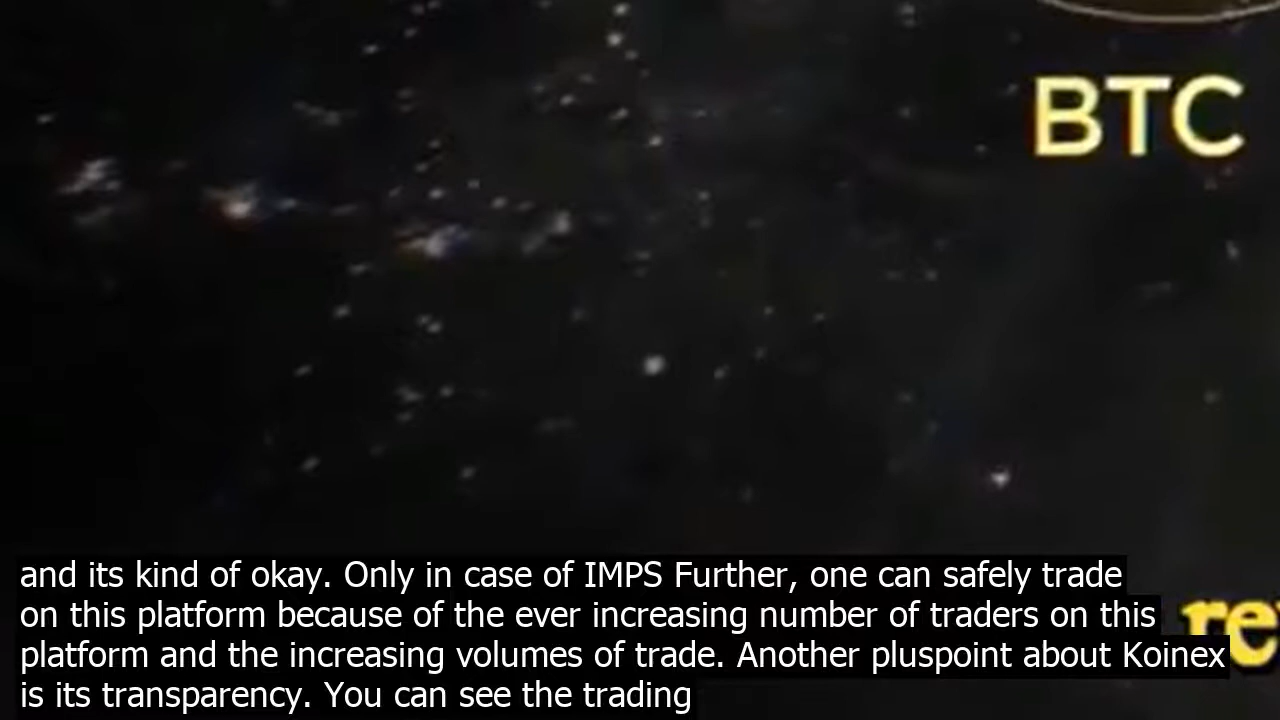 BTC
and its kind of okay. Only in case of IMPS Further, one can safely trade
on this platform because of the ever increasing number of traders on this
platform and the increasing volumes of trade. Another pluspoint about Koinex
is its transparency. You can see the trading